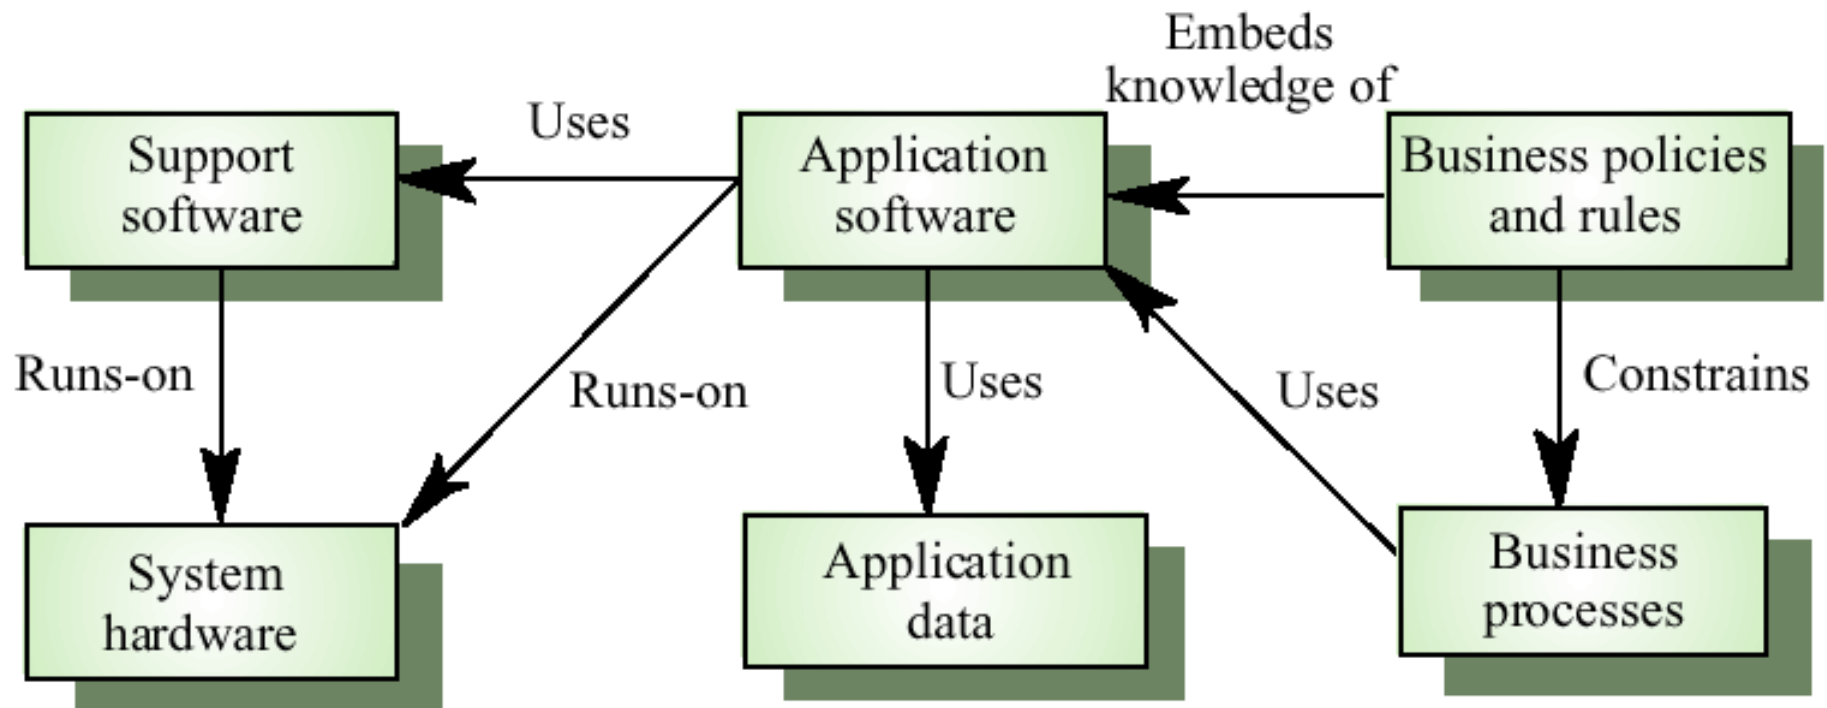 Embeds
knowledge of
Uses
Support
software
Application
software
Business policies
and rules
Runs-on
Runs-on
Uses
Uses
Constrains
System
hardware
Application
data
Business
processes